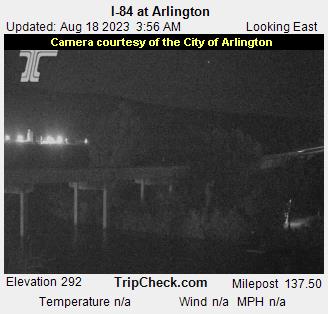 I-84 at Arlington
Updated: Aug 18 2023 3:56 AM Looking East
Camera courtesy of the City of Arlington
Elevation 292 TripCheck.com Milepost 137.50
Temperature n/a Wind n/a MPH n/a